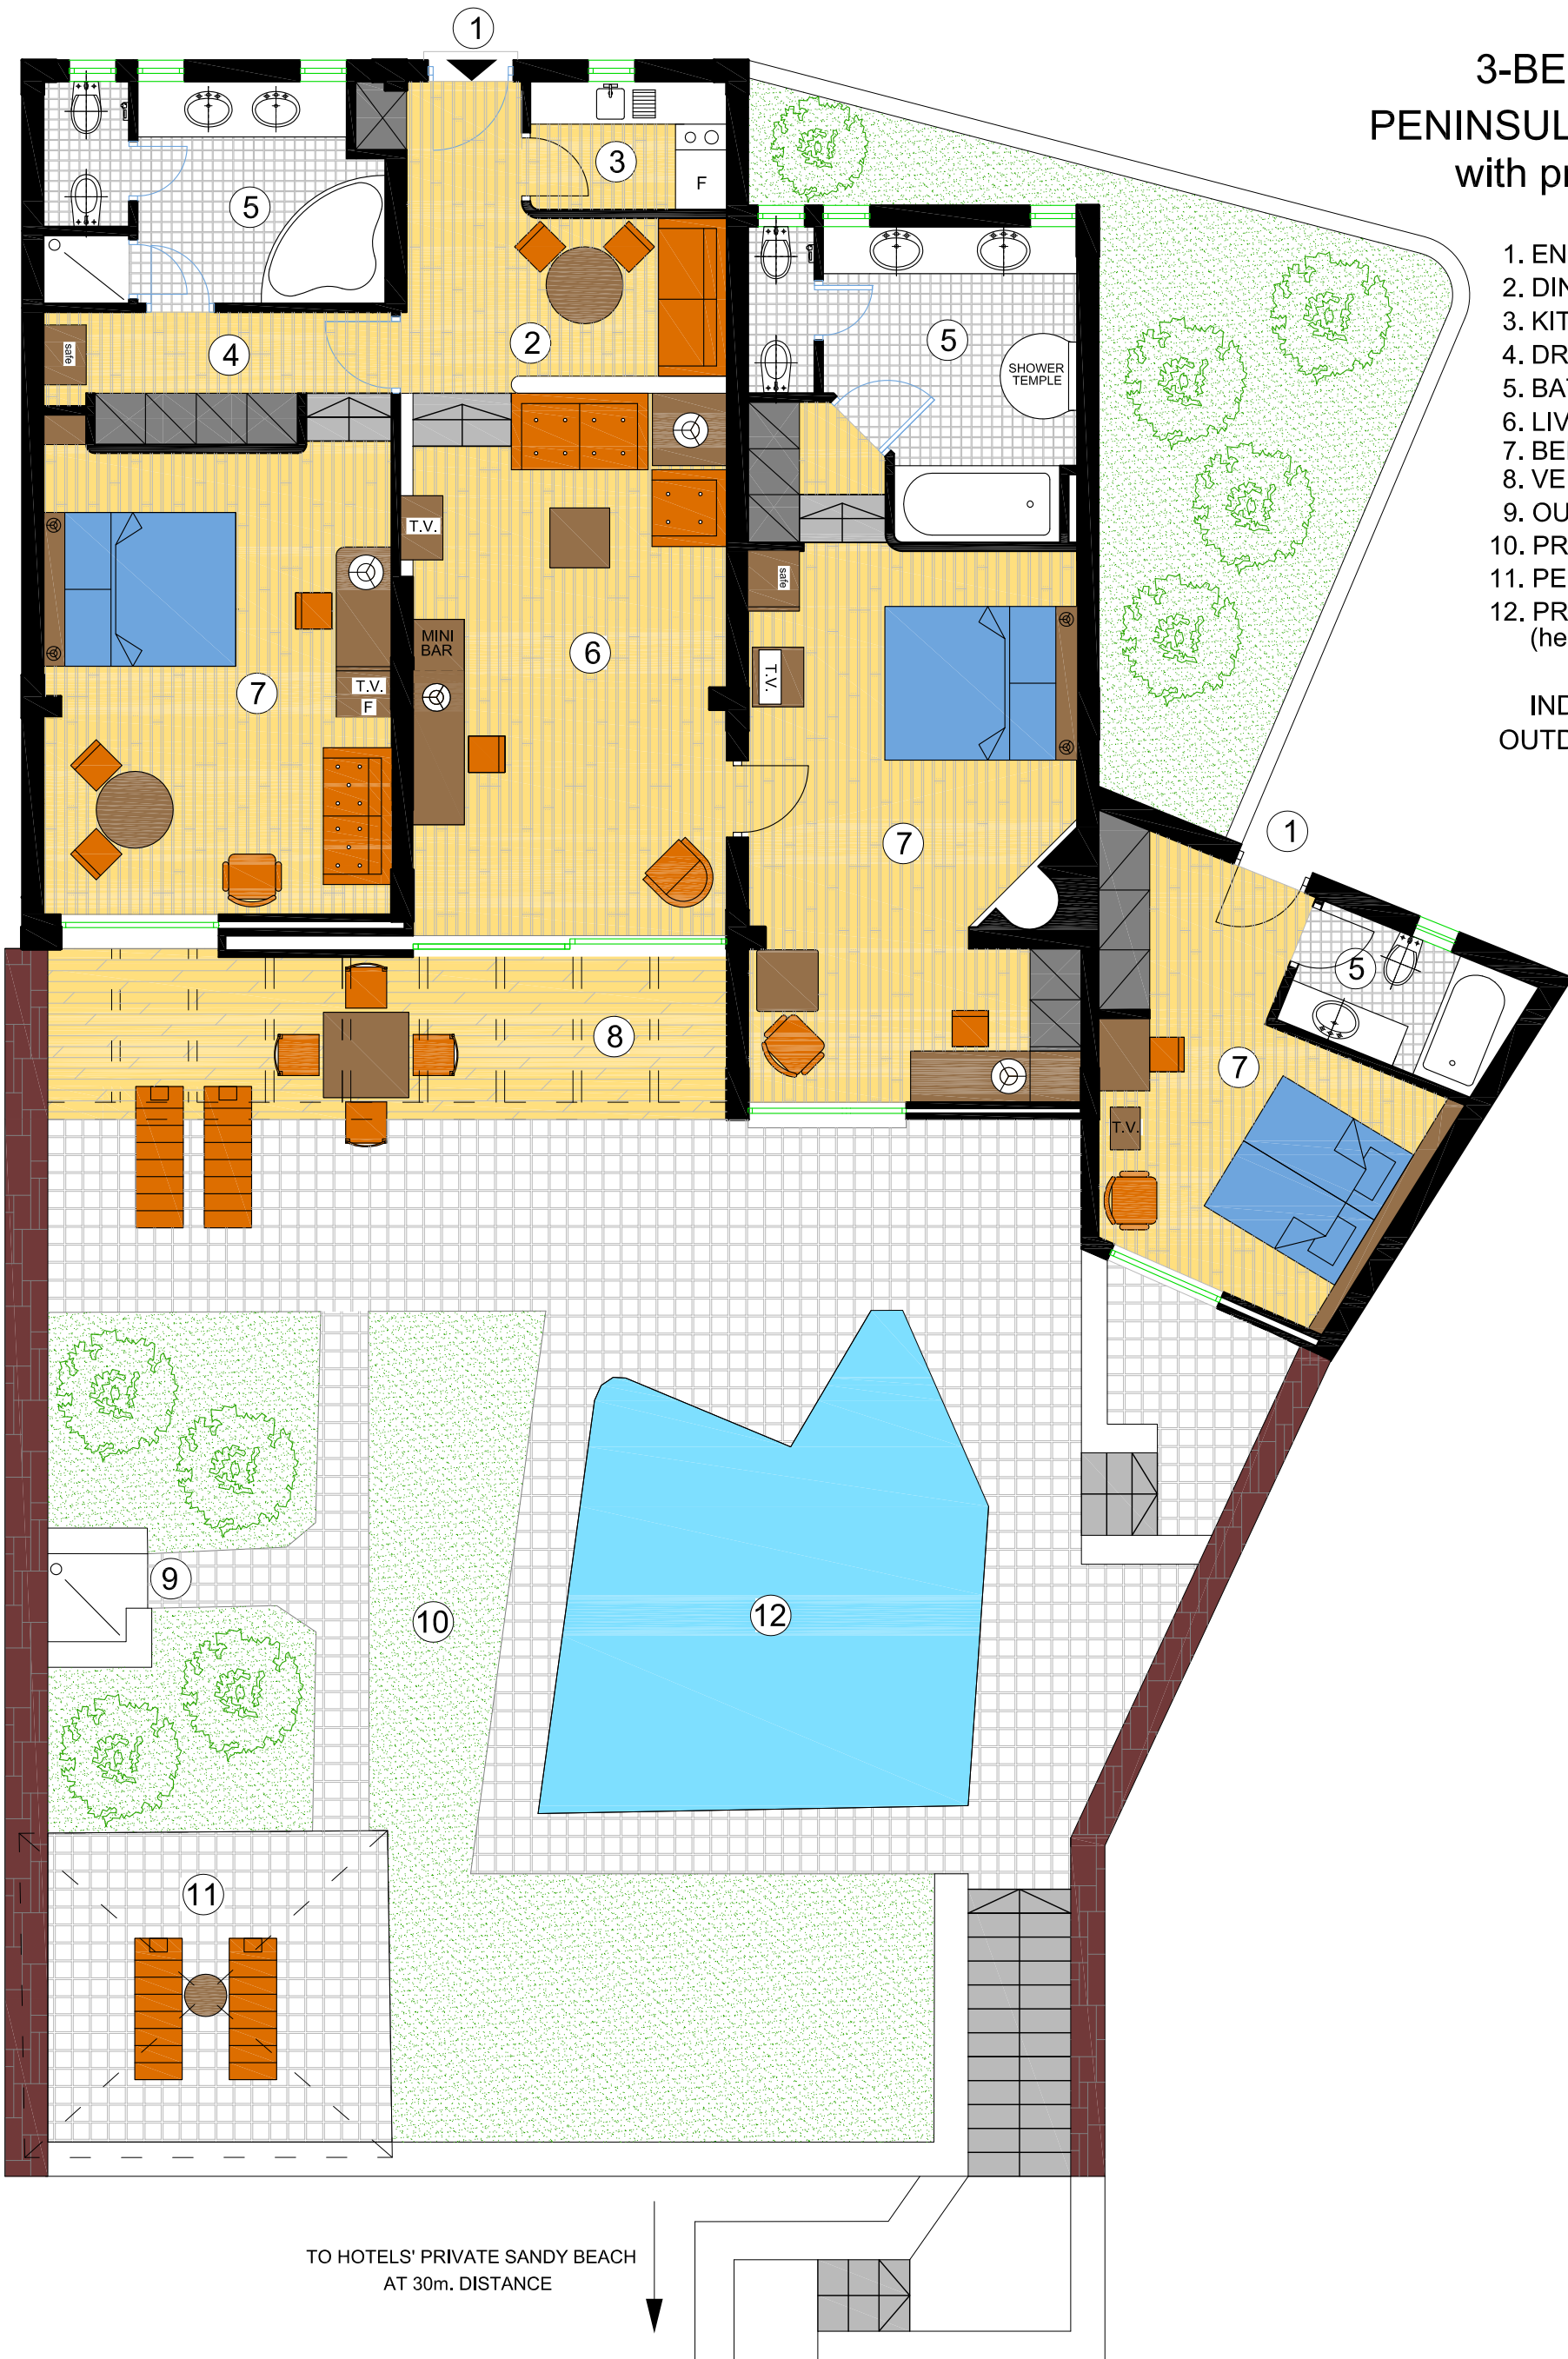 3-BE
PENINSUL
with pr
1. EN
2. DIN
3. KIT
4. DR
5. BAT
6. LIV
7. BE
8. VE
9. OU
10. PR
11. PE
12. PR
(he
IND
OUTD
1
3
F
5
2
4
safe
5
SHOWER
TEMPLE
7
T.V.
safe
MINI
BAR
6
T.V.
T.V.
F
7
7
1
5
8
7
T.V.
9
10
12
11
TO HOTELS' PRIVATE SANDY BEACH
AT 30m. DISTANCE